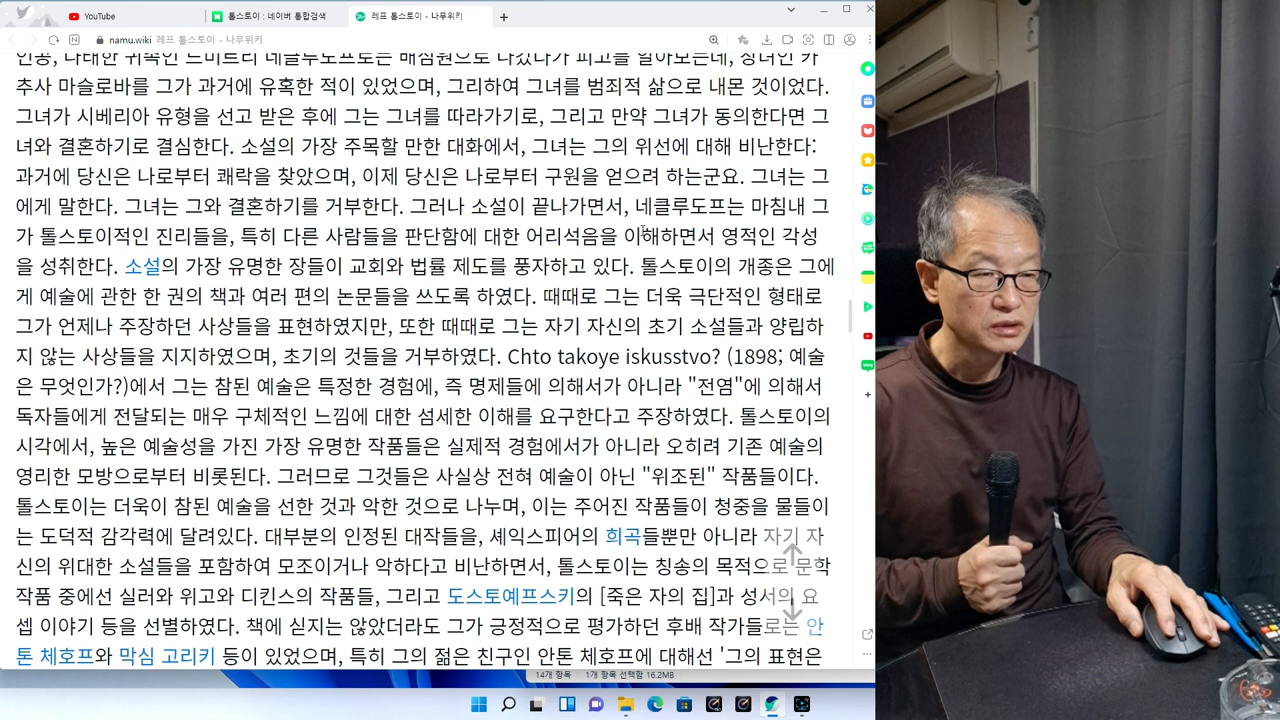 YouTube
톨스토이 : 네이버 통합검색
레프 톨스토이 - 나무위키
namu.wiki 레프 톨스토이 - 나무위키
추사 마슬로바를 그가 과거에 유혹한 적이 있었으며, 그리하여 그녀를 범죄적 삶으로 내몬 것이었다.
그녀가 시베리아 유형을 선고 받은 후에 그는 그녀를 따라가기로, 그리고 만약 그녀가 동의한다면 그
녀와 결혼하기로 결심한다. 소설의 가장 주목할 만한 대화에서, 그녀는 그의 위선에 대해 비난한다:
과거에 당신은 나로부터 쾌락을 찾았으며, 이제 당신은 나로부터 구원을 얻으려 하는군요. 그녀는 그
에게 말한다. 그녀는 그와 결혼하기를 거부한다. 그러나 소설이 끝나가면서, 네클루도프는 마침내 그
가 톨스토이적인 진리들을, 특히 다른 사람들을 판단함에 대한 어리석음을 이해하면서 영적인 각성
을 성취한다. 소설의 가장 유명한 장들이 교회와 법률 제도를 풍자하고 있다. 톨스토이의 개종은 그에
게 예술에 관한 한 권의 책과 여러 편의 논문들을 쓰도록 하였다. 때때로 그는 더욱 극단적인 형태로
그가 언제나 주장하던 사상들을 표현하였지만, 또한 때때로 그는 자기 자신의 초기 소설들과 양립하
지 않는 사상들을 지지하였으며, 초기의 것들을 거부하였다. Chto takoye iskusstvo? (1898; 예술
은 무엇인가?)에서 그는 참된 예술은 특정한 경험에, 즉 명제들에 의해서가 아니라 "전염"에 의해서
독자들에게 전달되는 매우 구체적인 느낌에 대한 섬세한 이해를 요구한다고 주장하였다. 톨스토이의
시각에서, 높은 예술성을 가진 가장 유명한 작품들은 실제적 경험에서가 아니라 오히려 기존 예술의
영리한 모방으로부터 비롯된다. 그러므로 그것들은 사실상 전혀 예술이 아닌 "위조된" 작품들이다.
톨스토이는 더욱이 참된 예술을 선한 것과 악한 것으로 나누며, 이는 주어진 작품들이 청중을 물들이
는 도덕적 감각력에 달려있다. 대부분의 인정된 대작들을, 셰익스피어의 희곡들뿐만 아니라 자기 자
신의 위대한 소설들을 포함하여 모조이거나 악하다고 비난하면서, 톨스토이는 칭송의 목적으로 문학
작품 중에선 실러와 위고와 디킨스의 작품들, 그리고 도스토예프스키의 [죽은 자의 집]과 성서의 요
셉 이야기 등을 선별하였다. 책에 싣지는 않았더라도 그가 긍정적으로 평가하던 후배 작가들로는 안
톤 체호프와 막심 고리키 등이 있었으며, 특히 그의 젊은 친구인 안톤 체호프에 대해선 '그의 표현은
14개 항목 1개 항목 선택함 16.2MB